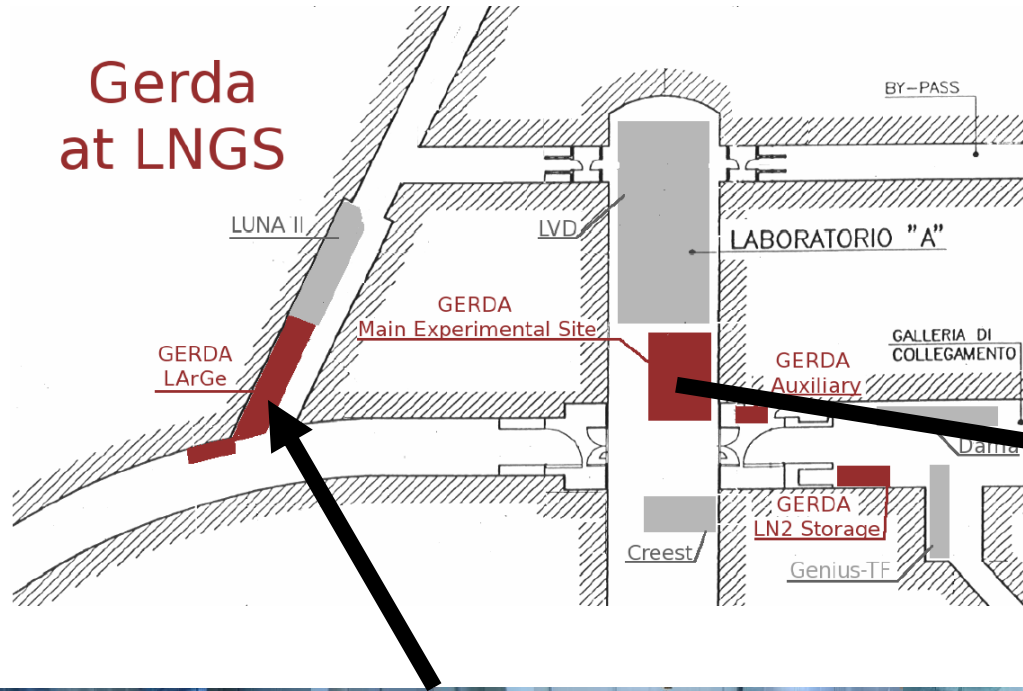 Gerda
at LNGS
BY-PASS
LUNA II
LVD
LABORATORIO "A"
GERDA
Main Experimental Site
GALLERIA DI
COLLEGAMENTO
GERDA
LArGe
GERDA
Auxiliary
Dama
GERDA
LN2 Storage
Creest
Genius-TF